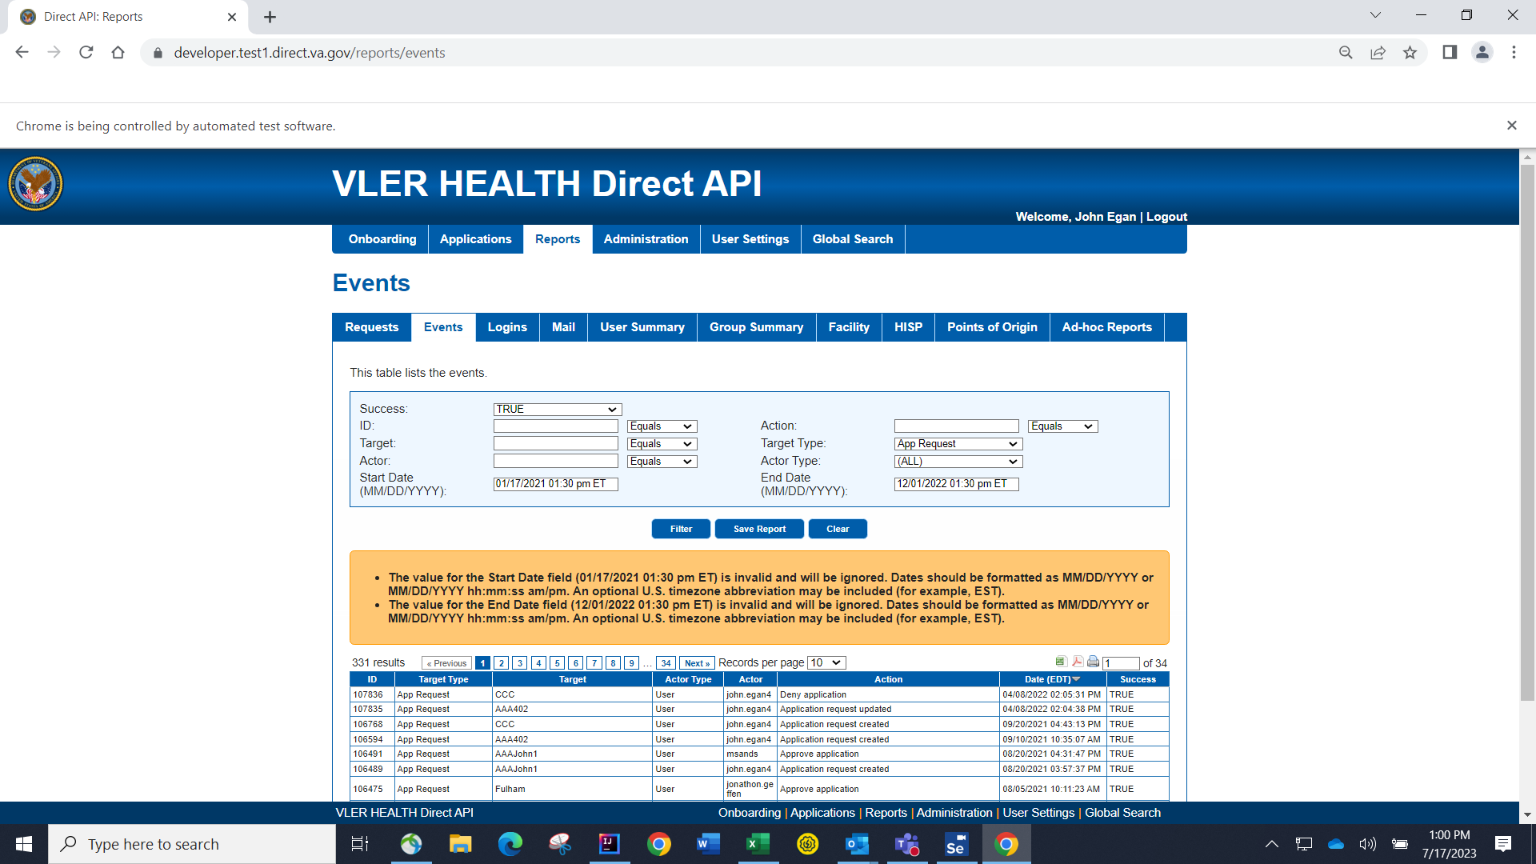 Direct API: Reports
developer.test1.direct.va.gov/reports/events
Chrome is being controlled by automated test software.
VLER HEALTH Direct API
Welcome, John Egan | Logout
Onboarding Applications Reports Administration User Settings Global Search
Events
Requests Events Logins Mail User Summary Group Summary Facility HISP Points of Origin Ad-hoc Reports
This table lists the events.
Success: TRUE
ID: Equals Action: Equals
Target: Equals Target Type: App Request
Actor: Equals Actor Type: (ALL)
Start Date End Date
(MM/DD/YYYY): 01/17/2021 01:30 pm ET (MM/DD/YYYY): 12/01/2022 01:30 pm ET
Filter Save Report Clear
• The value for the Start Date field (01/17/2021 01:30 pm ET) is invalid and will be ignored. Dates should be formatted as MM/DD/YYYY or
MM/DD/YYYY hh:mm:ss am/pm. An optional U.S. timezone abbreviation may be included (for example, EST).
• The value for the End Date field (12/01/2022 01:30 pm ET) is invalid and will be ignored. Dates should be formatted as MM/DD/YYYY or
MM/DD/YYYY hh:mm:ss am/pm. An optional U.S. timezone abbreviation may be included (for example, EST).
331 results « Previous 1 2 3 4 5 6 7 8 9 ... 34 Next » Records per page 10 1 of 34
ID Target Type Target Actor Type Actor Action Date (EDT) Success
107836 App Request CCC User john.egan4 Deny application 04/08/2022 02:05:31 PM TRUE
107835 App Request AAA402 User john.egan4 Application request updated 04/08/2022 02:04:38 PM TRUE
106768 App Request CCC User john.egan4 Application request created 09/20/2021 04:43:13 PM TRUE
106594 App Request AAA402 User john.egan4 Application request created 09/10/2021 10:35:07 AM TRUE
106491 App Request AAAJohn1 User msands Approve application 08/20/2021 04:31:47 PM TRUE
106489 App Request AAAJohn1 User john.egan4 Application request created 08/20/2021 03:57:37 PM TRUE
106475 App Request Fulham User jonathon.ge
ffen Approve application 08/05/2021 10:11:23 AM TRUE
VLER HEALTH Direct API Onboarding | Applications | Reports | Administration | User Settings | Global Search
Type here to search
1:00 PM
7/17/2023